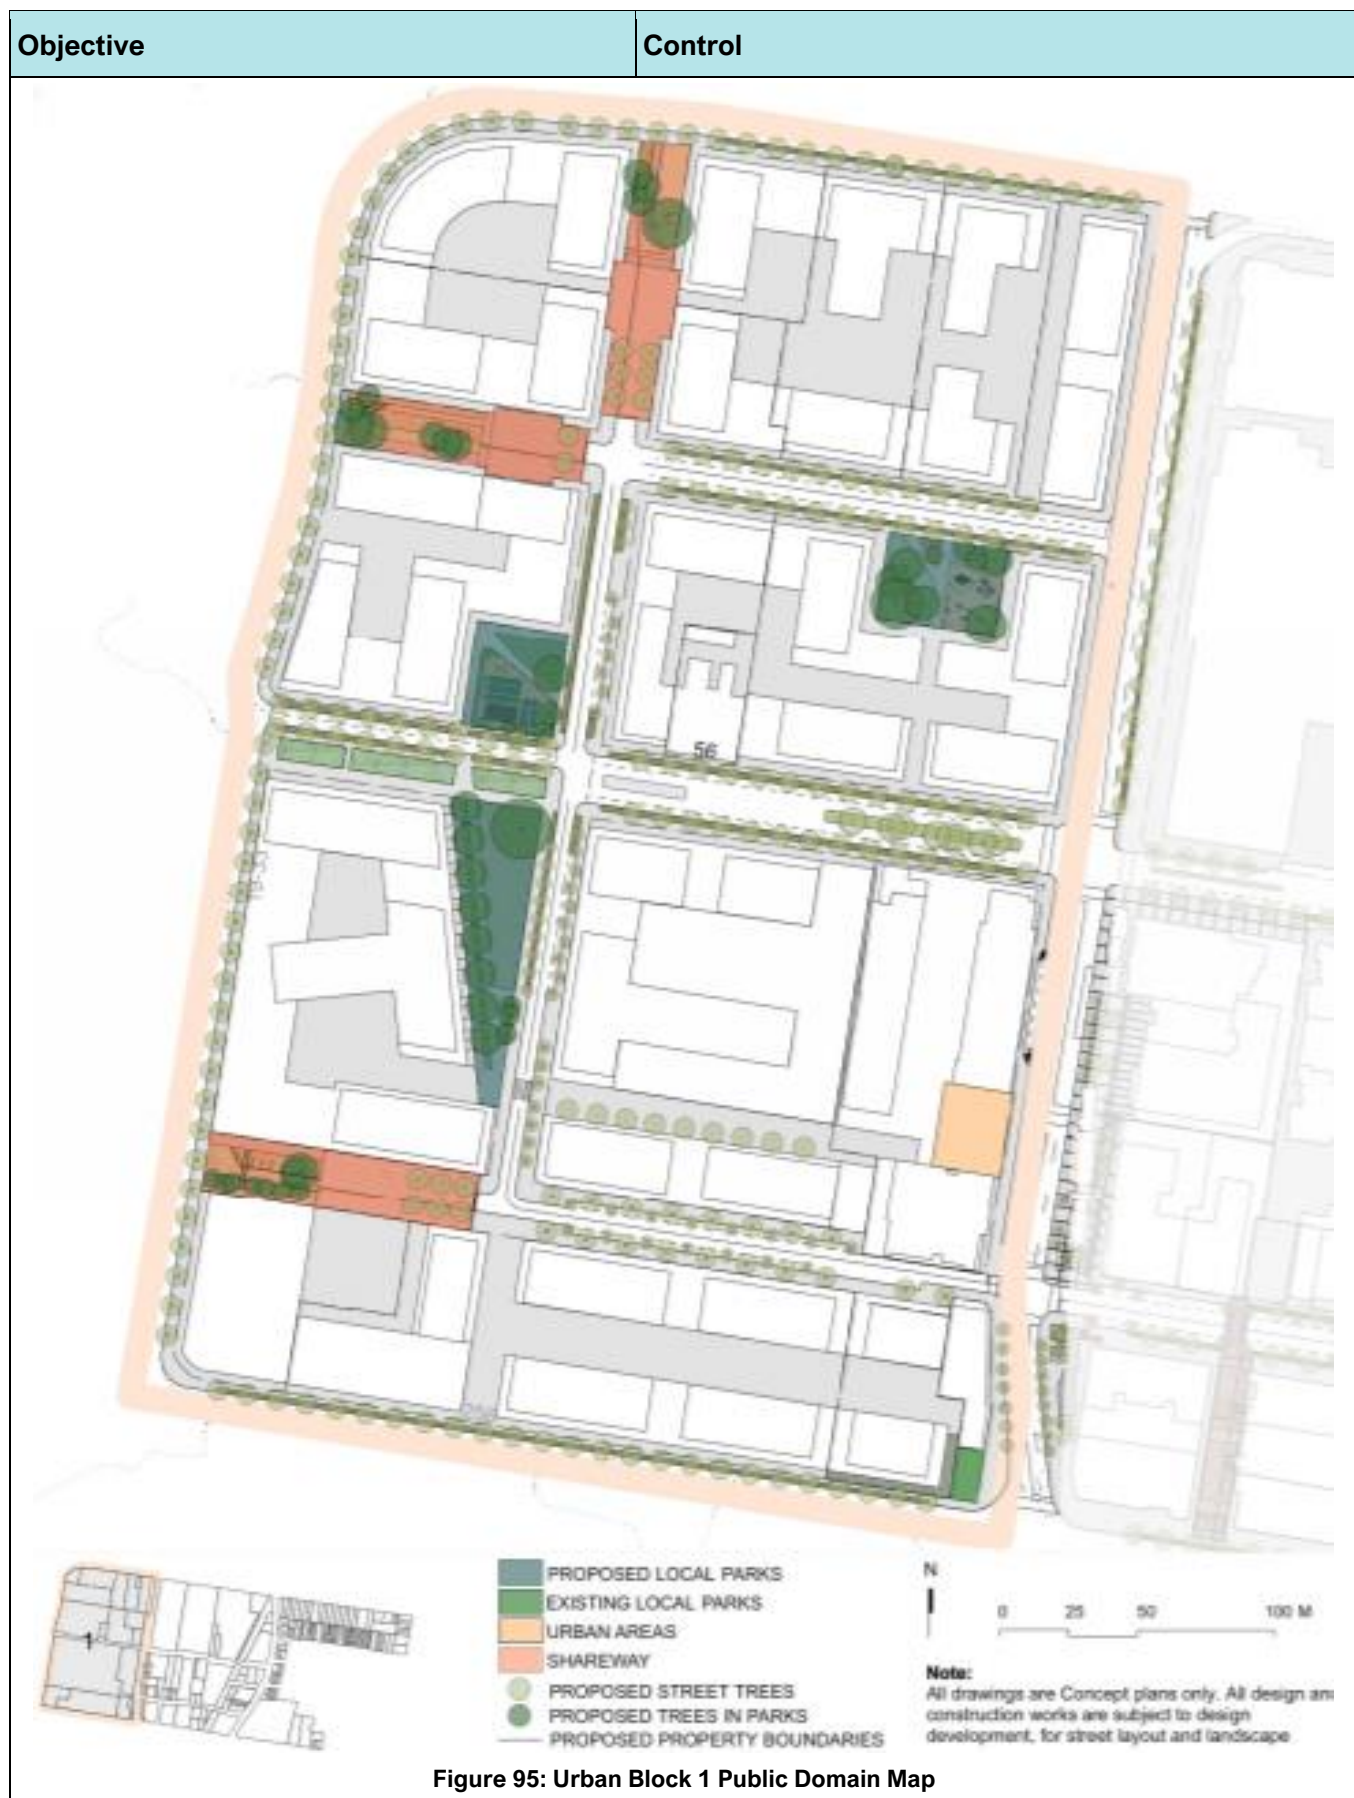 Objective
Control
56
1
PROPOSED LOCAL PARKS
EXISTING LOCAL PARKS
URBAN AREAS
SHAREWAY
PROPOSED STREET TREES
PROPOSED TREES IN PARKS
PROPOSED PROPERTY BOUNDARIES
N
0 25 50 100 M
Note:
All drawings are Concept plans only. All design and
construction works are subject to design
development, for street layout and landscape
Figure 95: Urban Block 1 Public Domain Map